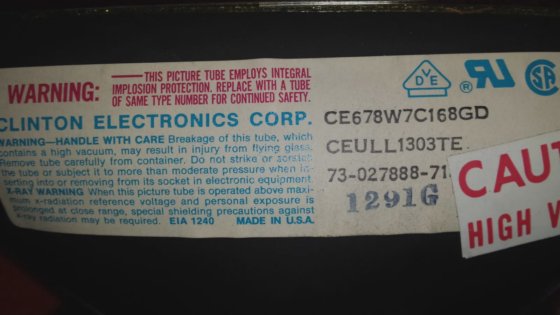 WARNING:
THIS PICTURE TUBE EMPLOYS INTEGRAL
IMPLOSION PROTECTION. REPLACE WITH A TUBE
OF SAME TYPE NUMBER FOR CONTINUED SAFETY.
CLINTON ELECTRONICS CORP.
WARNING—HANDLE WITH CARE Breakage of this tube, which
contains a high vacuum, may result in injury from flying glass.
Remove tube carefully from container. Do not strike or scratch
the tube or subject it to more than moderate pressure when in-
serting into or removing from its socket in electronic equipment.
X-RAY WARNING When this picture tube is operated above maxi-
mum x-radiation reference voltage and personal exposure is
prolonged at close range, special shielding precautions against
x-ray radiation may be required. EIA 1240 MADE IN U.S.A.
DVE
® UR SA
CE678W7C168GD
CEULL1303TE
73-027888-71
1291G
CAUT
HIGH V